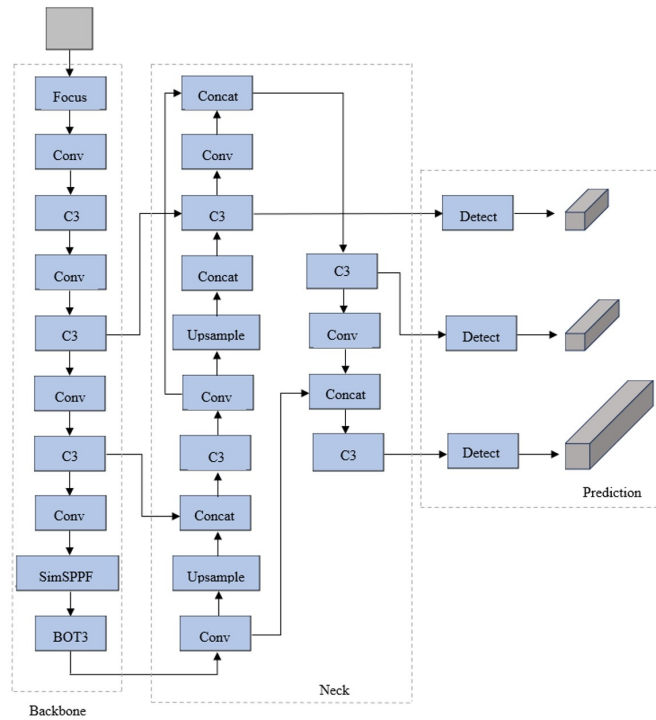 Focus
Conv
C3
Conv
C3
Conv
C3
Conv
SimSPPF
BOT3
Backbone
Concat
Conv
C3
Concat
Upsample
Conv
C3
Concat
Upsample
Conv
C3
Conv
Concat
C3
Neck
Detect
Detect
Detect
Prediction